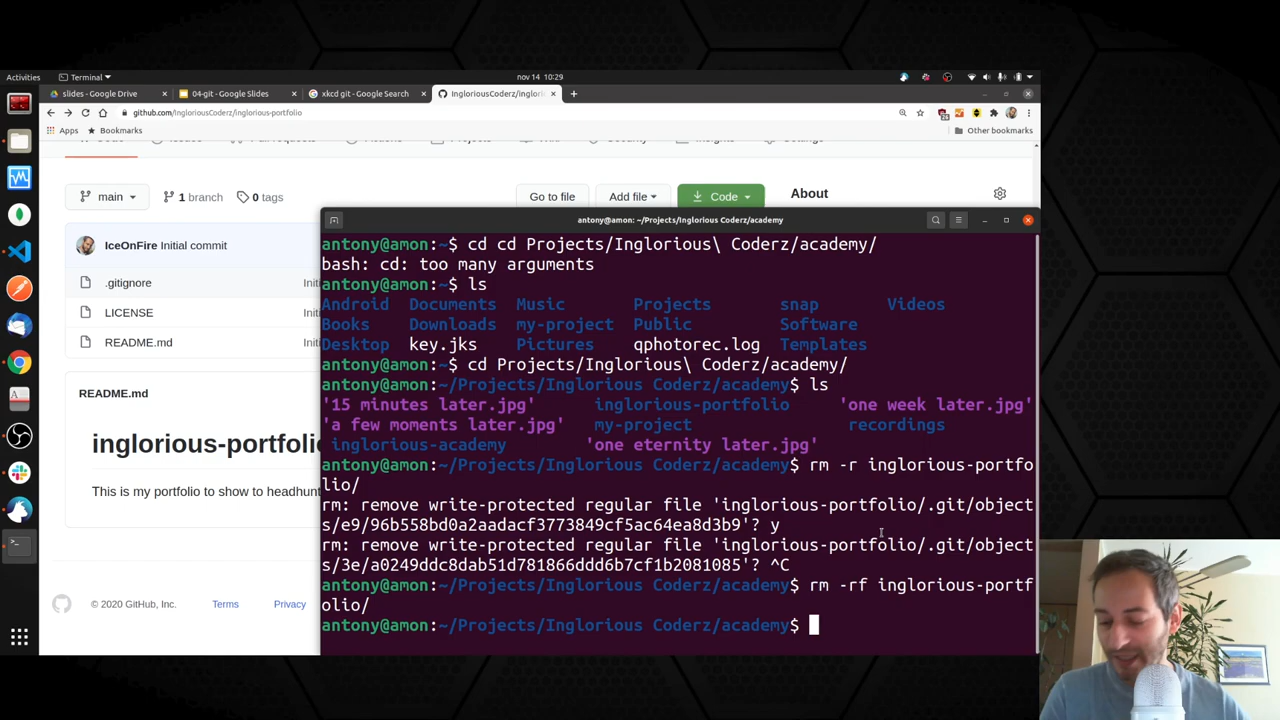 Activities
Terminal
nov 14 10:29
slides - Google Drive
04-git - Google Slides
xkcd git - Google Search
IngloriousCoderz/inglori
github.com/IngloriousCoderz/inglorious-portfolio
Apps
Bookmarks
Other bookmarks
main
1 branch
0 tags
Go to file
Add file
Code
About
IceOnFire Initial commit
.gitignore
LICENSE
README.md
README.md
inglorious-portfolio
This is my portfolio to show to headhunt
© 2020 GitHub, Inc.
Terms
Privacy
antony@amon: ~/Projects/Inglorious Coderz/academy
antony@amon:~$ cd cd Projects/Inglorious\ Coderz/academy/
bash: cd: too many arguments
antony@amon:~$ ls
Android Documents Music Projects snap Videos
Books Downloads my-project Public Software
Desktop key.jks Pictures qphotorec.log Templates
antony@amon:~$ cd Projects/Inglorious\ Coderz/academy/
antony@amon:~/Projects/Inglorious Coderz/academy$ ls
'15 minutes later.jpg' inglorious-portfolio 'one week later.jpg'
'a few moments later.jpg' my-project recordings
inglorious-academy 'one eternity later.jpg'
antony@amon:~/Projects/Inglorious Coderz/academy$ rm -r inglorious-portfo
lio/
rm: remove write-protected regular file 'inglorious-portfolio/.git/object
s/e9/96b558bd0a2aadacf3773849cf5ac64ea8d3b9'? y
rm: remove write-protected regular file 'inglorious-portfolio/.git/object
s/3e/a0249ddc8dab51d781866ddd6b7cf1b2081085'? ^C
antony@amon:~/Projects/Inglorious Coderz/academy$ rm -rf inglorious-portf
olio/
antony@amon:~/Projects/Inglorious Coderz/academy$